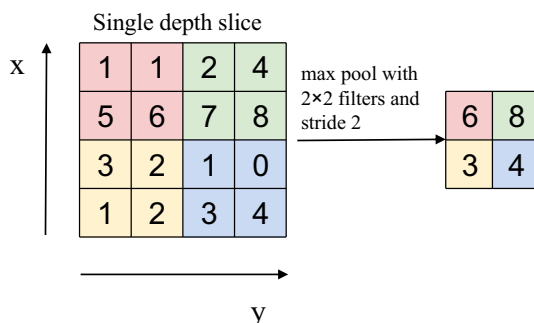 Single depth slice
x
1 1 2 4
5 6 7 8
3 2 1 0
1 2 3 4
y
max pool with
2×2 filters and
stride 2
6 8
3 4